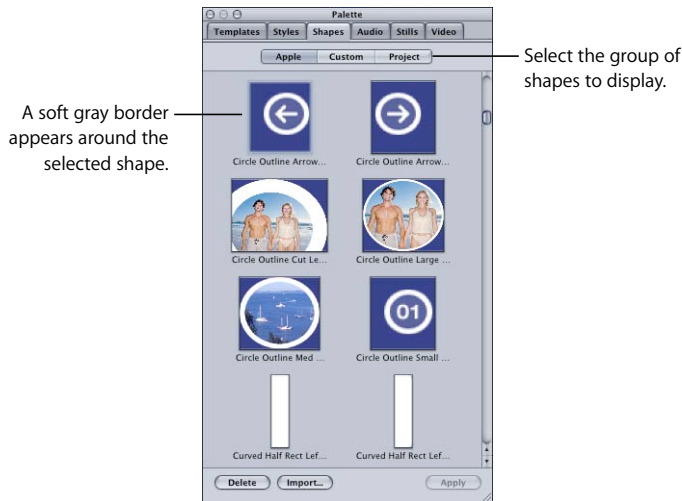 Palette
Templates Styles Shapes Audio Stills Video
Apple Custom Project
Select the group of
shapes to display.
A soft gray border
appears around the
selected shape.
Circle Outline Arrow... Circle Outline Arrow...
Circle Outline Cut Le... Circle Outline Large ...
01
Circle Outline Med ... Circle Outline Small ...
Curved Half Rect Lef... Curved Half Rect Lef...
Delete Import... Apply